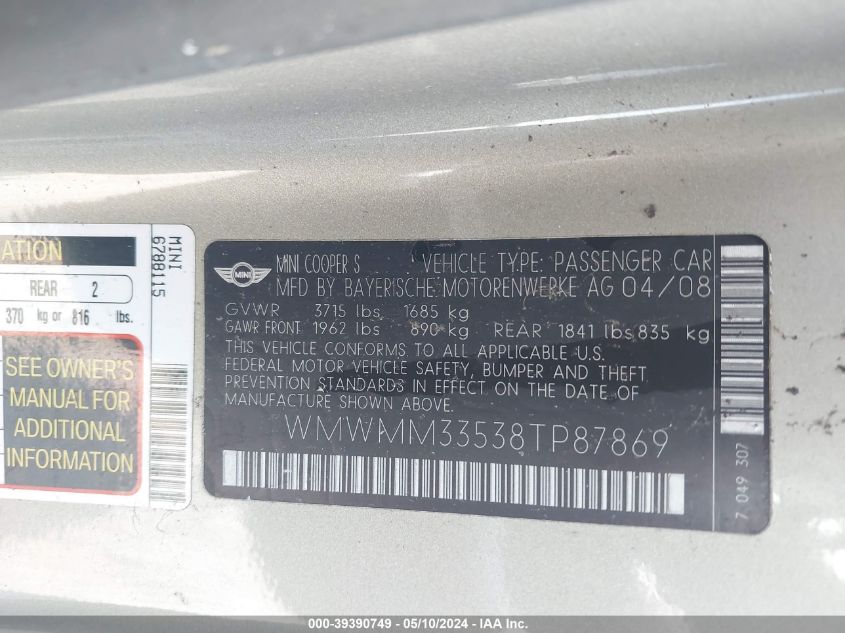 ATION
REAR 2
370 kg or 816 lbs.
SEE OWNER'S
MANUAL FOR
ADDITIONAL
INFORMATION
MINI
6788115
MINI
MINI COOPER S VEHICLE TYPE: PASSENGER CAR
MFD BY BAYERISCHE MOTORENWERKE AG 04/08
GVWR 3715 lbs 1685 kg
GAWR FRONT 1962 lbs 890 kg REAR 1841 lbs 835 kg
THIS VEHICLE CONFORMS TO ALL APPLICABLE U.S.
FEDERAL MOTOR VEHICLE SAFETY, BUMPER AND THEFT
PREVENTION STANDARDS IN EFFECT ON THE DATE OF
MANUFACTURE SHOWN ABOVE.
WMWMM33538TP87869
7 049 307
000-39390749 - 05/10/2024 - COPART, INC.